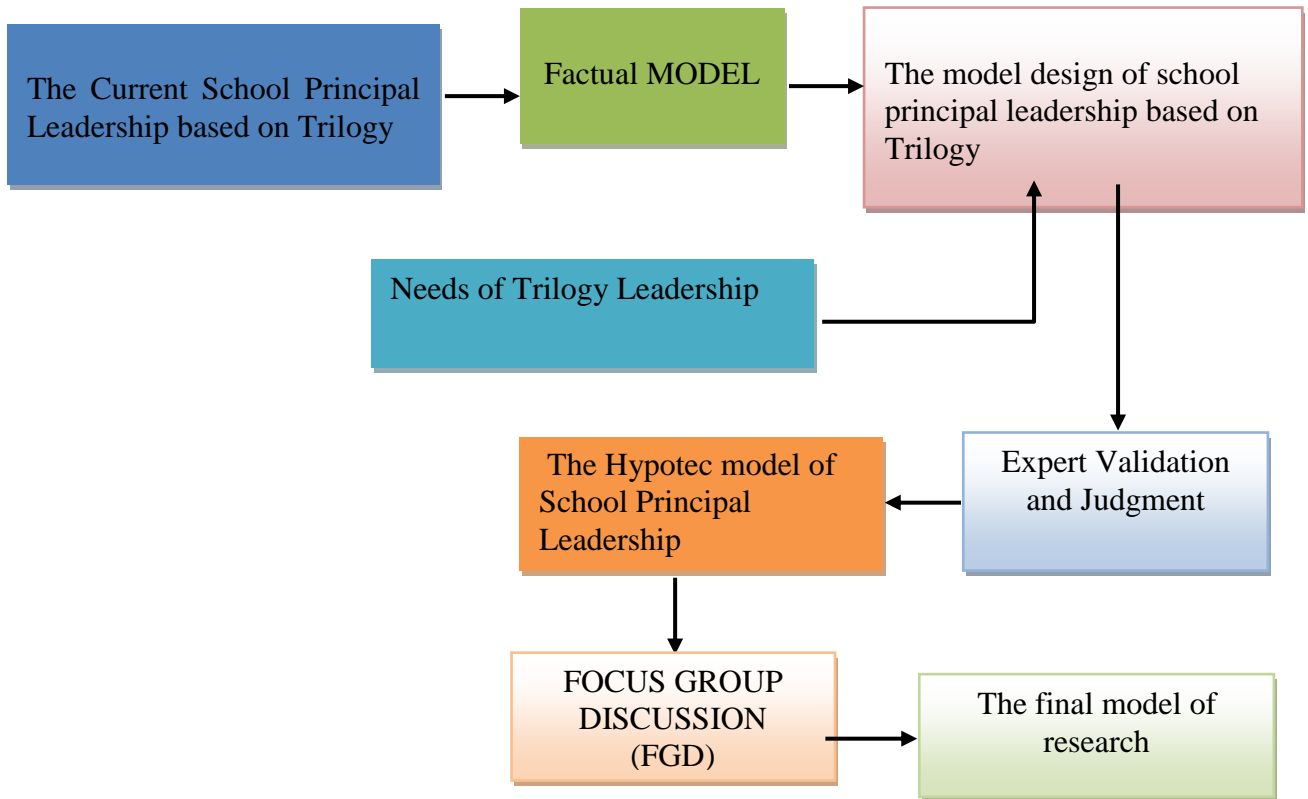 The Current School Principal
Leadership based on Trilogy
Factual MODEL
The model design of school
principal leadership based on
Trilogy
Needs of Trilogy Leadership
Expert Validation
and Judgment
The Hypotec model of
School Principal
Leadership
FOCUS GROUP
DISCUSSION
(FGD)
The final model of
research